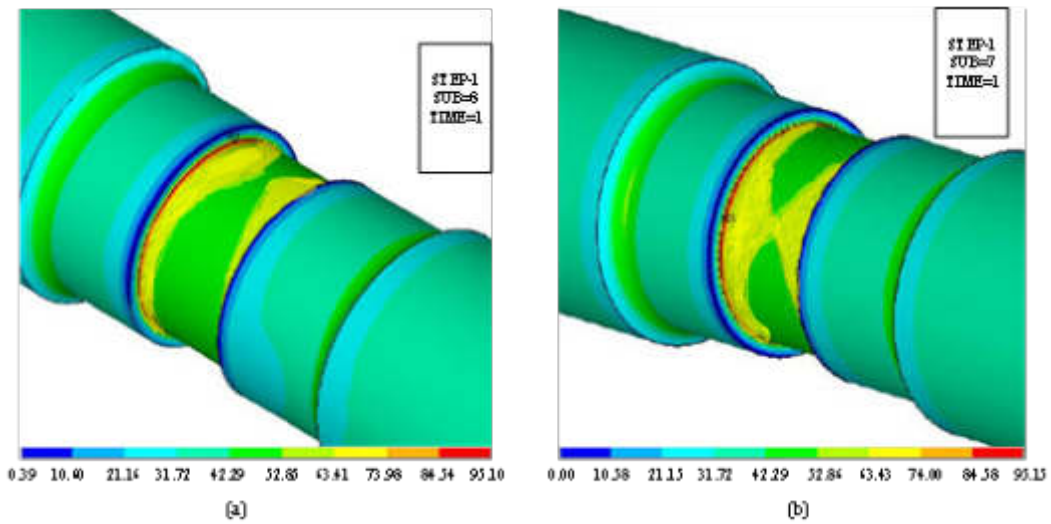 STEP-1
SUB=6
TIME=1
STEP-1
SUB=7
TIME=1
0.39 10.40 21.16 31.72 42.29 52.85 63.41 73.98 84.54 95.10
0.00 10.58 21.15 31.72 42.29 52.84 63.43 74.00 84.58 95.15
(a)
(b)